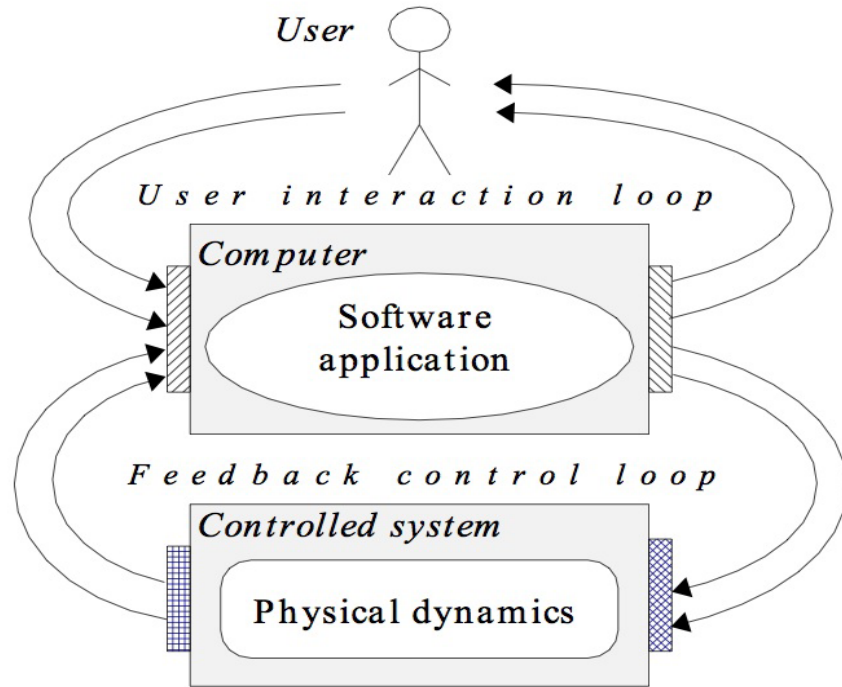 User
User interaction loop
Computer
Software
application
Feedback control loop
Controlled system
Physical dynamics